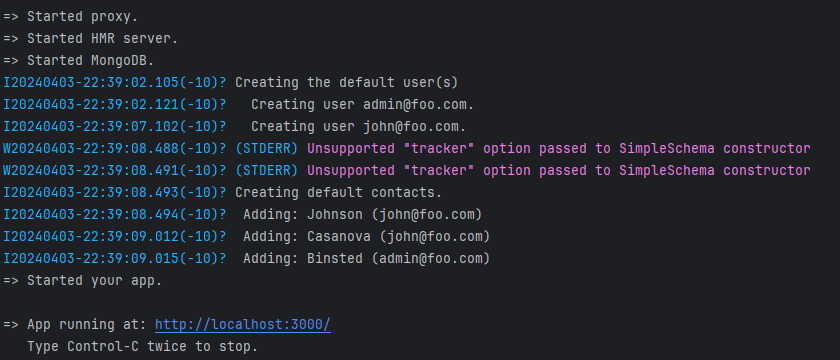 => Started proxy.
=> Started HMR server.
=> Started MongoDB.
I20240403-22:39:02.105(-10)? Creating the default user(s)
I20240403-22:39:02.121(-10)?   Creating user admin@foo.com.
I20240403-22:39:07.102(-10)?   Creating user john@foo.com.
W20240403-22:39:08.488(-10)? (STDERR) Unsupported "tracker" option passed to SimpleSchema constructor
W20240403-22:39:08.491(-10)? (STDERR) Unsupported "tracker" option passed to SimpleSchema constructor
I20240403-22:39:08.493(-10)? Creating default contacts.
I20240403-22:39:08.494(-10)?  Adding: Johnson (john@foo.com)
I20240403-22:39:09.012(-10)?  Adding: Casanova (john@foo.com)
I20240403-22:39:09.015(-10)?  Adding: Binsted (admin@foo.com)
=> Started your app.
=> App running at: http://localhost:3000/
   Type Control-C twice to stop.